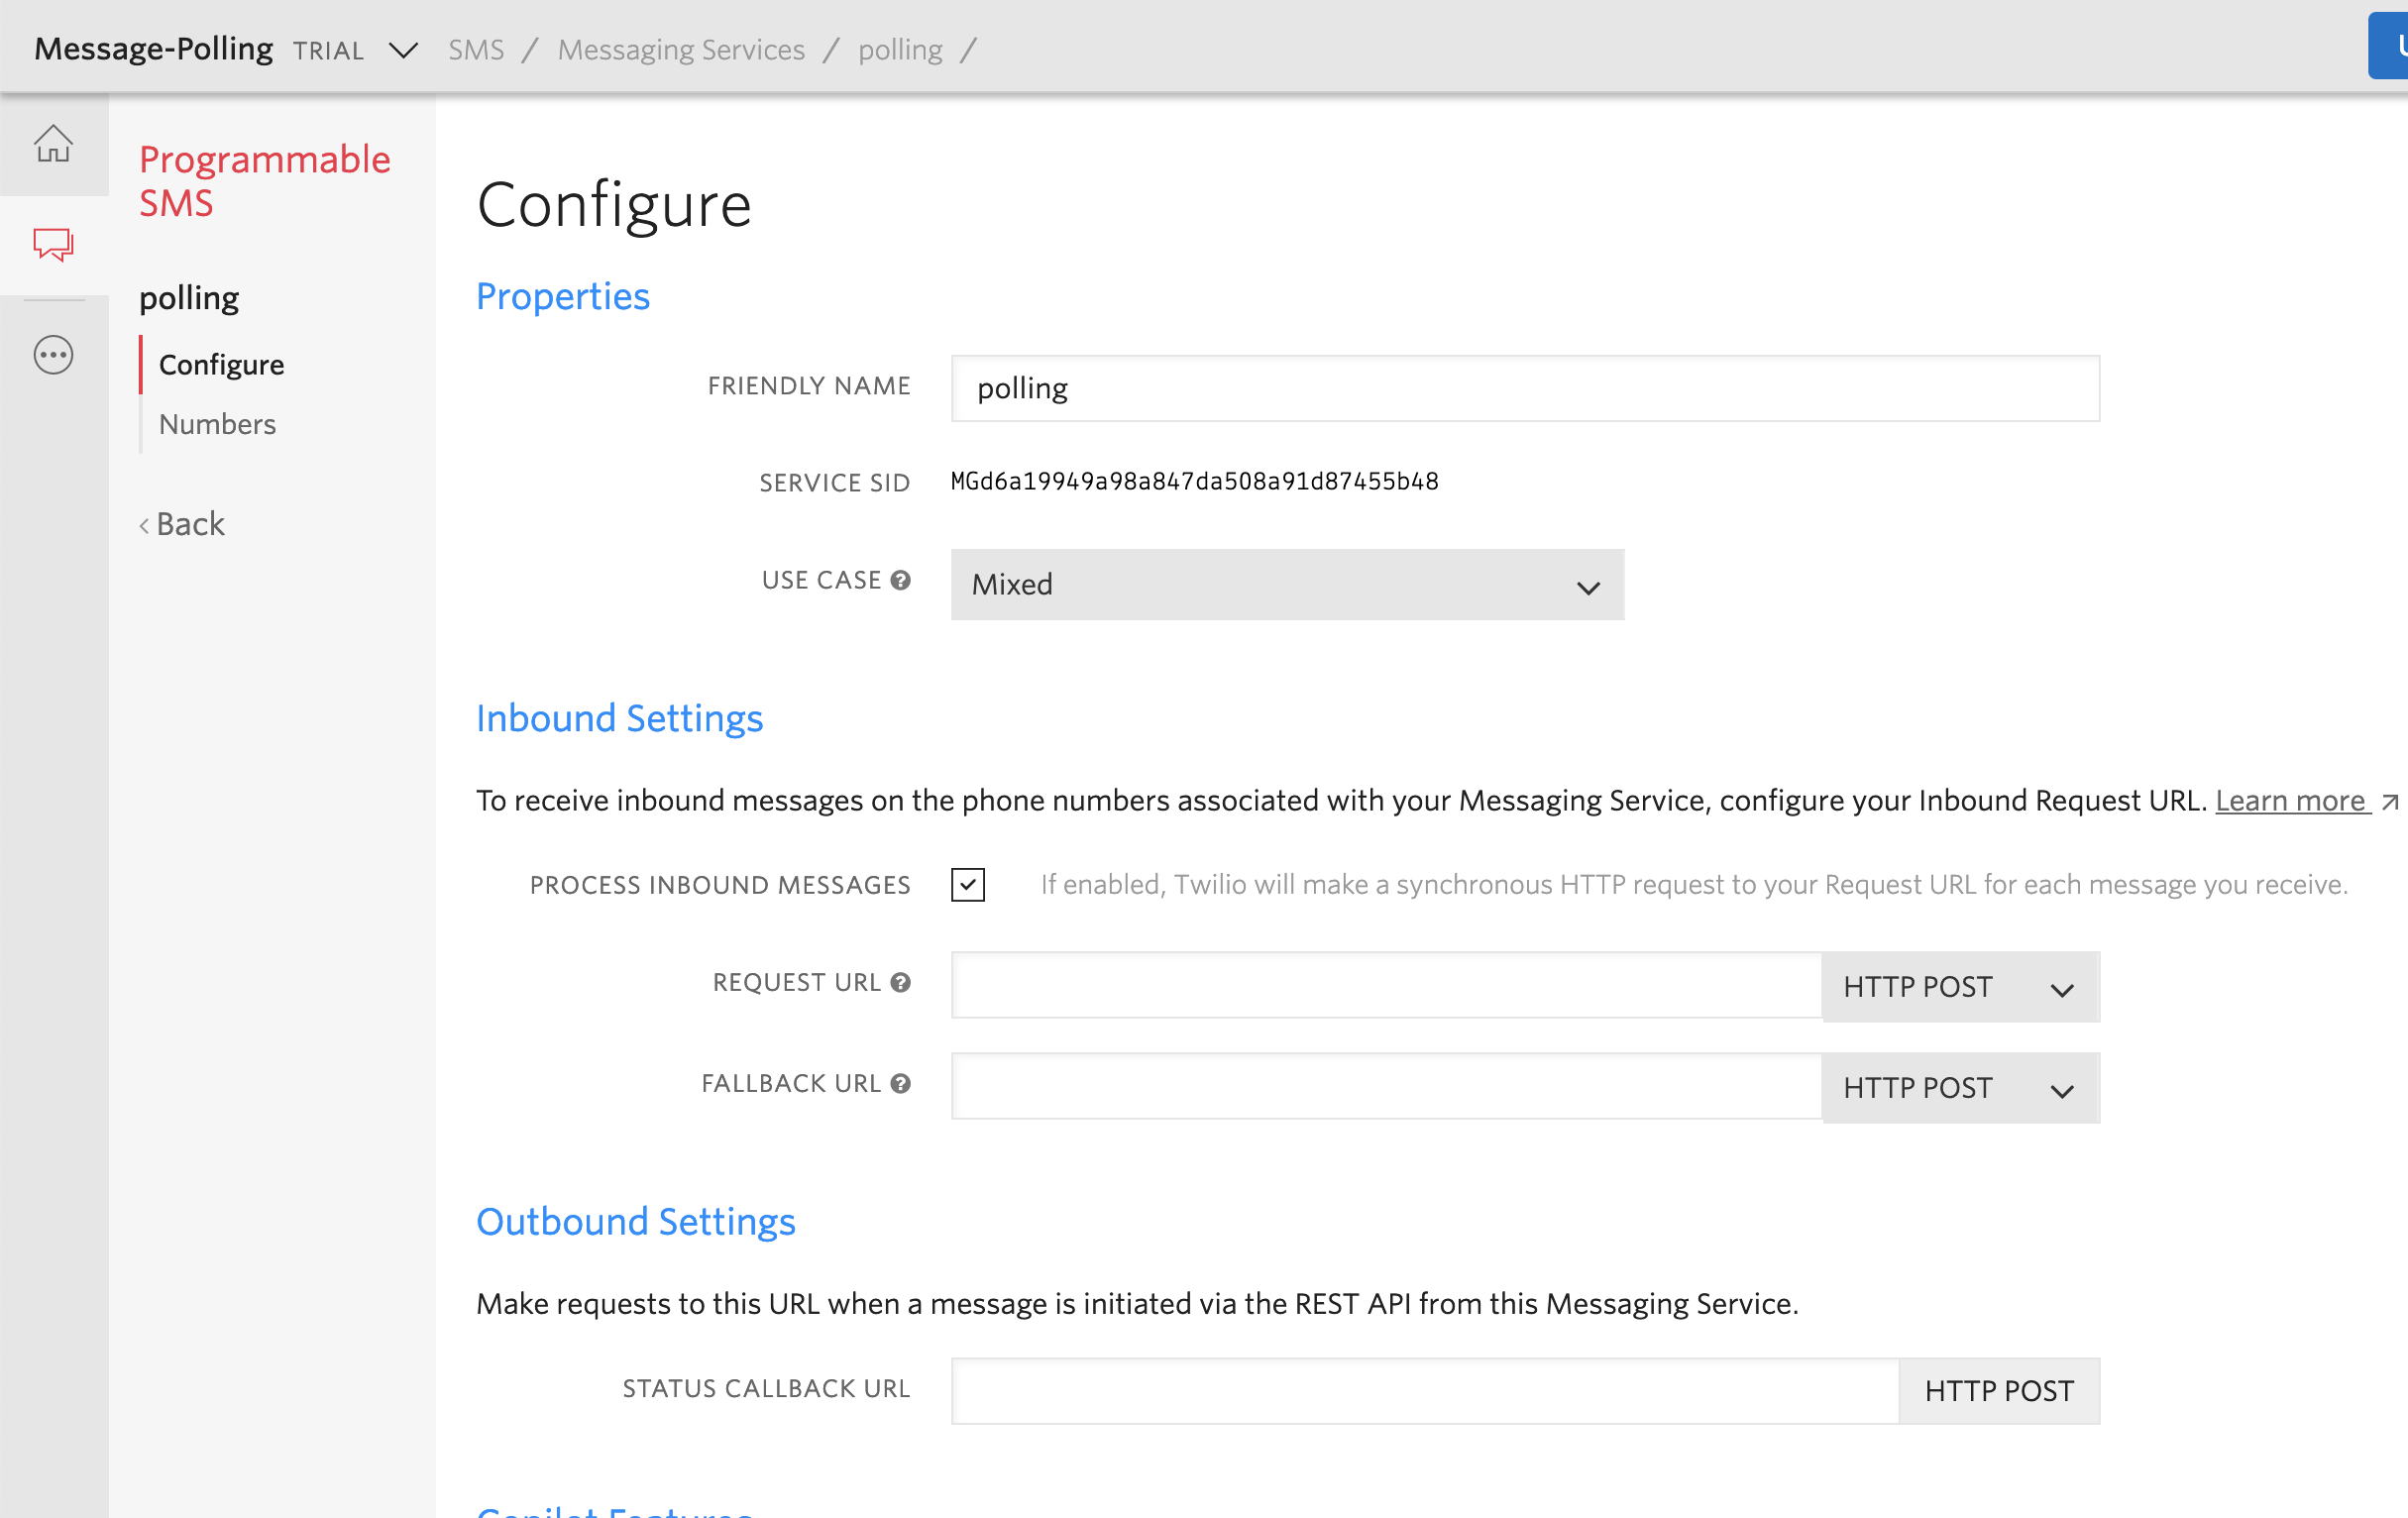 Message-Polling TRIAL SMS / Messaging Services / polling /
Programmable
SMS
polling
Configure
Numbers
Back
Configure
Properties
FRIENDLY NAME polling
SERVICE SID MGd6a19949a98a847da508a91d87455b48
USE CASE Mixed
Inbound Settings
To receive inbound messages on the phone numbers associated with your Messaging Service, configure your Inbound Request URL. Learn more
PROCESS INBOUND MESSAGES If enabled, Twilio will make a synchronous HTTP request to your Request URL for each message you receive.
REQUEST URL HTTP POST
FALLBACK URL HTTP POST
Outbound Settings
Make requests to this URL when a message is initiated via the REST API from this Messaging Service.
STATUS CALLBACK URL HTTP POST
Copilot Features